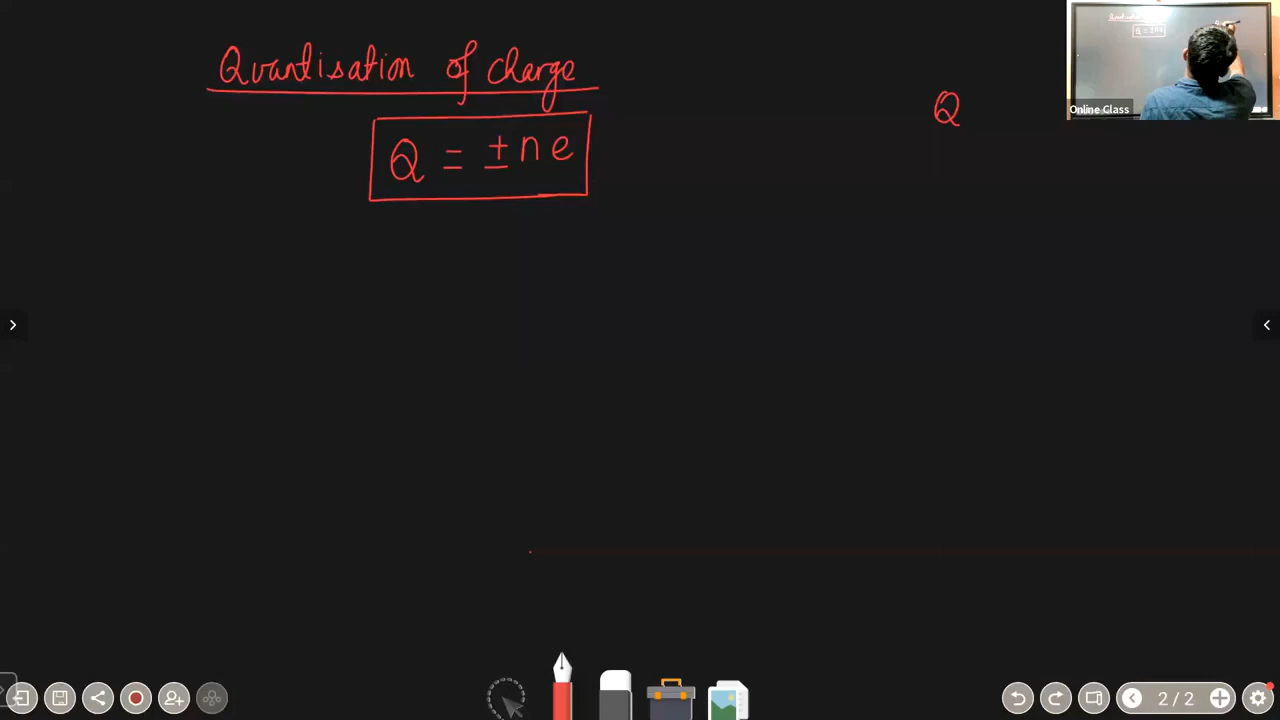 Quantisation of charge
Q = ±ne
Q
Online Class
2/2